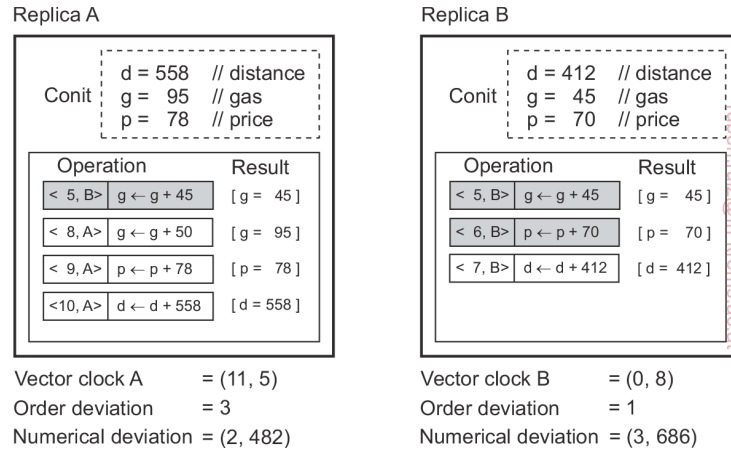 Replica A
Conit
d = 558 // distance
g = 95 // gas
p = 78 // price
Operation Result
< 5, B> g ← g + 45 [ g = 45 ]
< 8, A> g ← g + 50 [ g = 95 ]
< 9, A> p ← p + 78 [ p = 78 ]
<10, A> d ← d + 558 [ d = 558 ]
Vector clock A = (11, 5)
Order deviation = 3
Numerical deviation = (2, 482)
Replica B
Conit
d = 412 // distance
g = 45 // gas
p = 70 // price
Operation Result
< 5, B> g ← g + 45 [ g = 45 ]
< 6, B> p ← p + 70 [ p = 70 ]
< 7, B> d ← d + 412 [ d = 412 ]
Vector clock B = (0, 8)
Order deviation = 1
Numerical deviation = (3, 686)